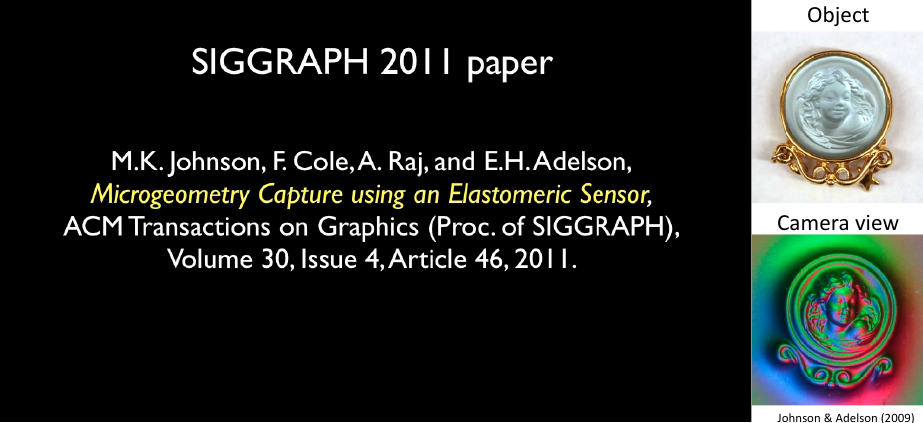 SIGGRAPH 2011 paper
M.K. Johnson, F. Cole, A. Raj, and E.H. Adelson,
Microgeometry Capture using an Elastomeric Sensor,
ACM Transactions on Graphics (Proc. of SIGGRAPH),
Volume 30, Issue 4, Article 46, 2011.
Object
Camera view
Johnson & Adelson (2009)